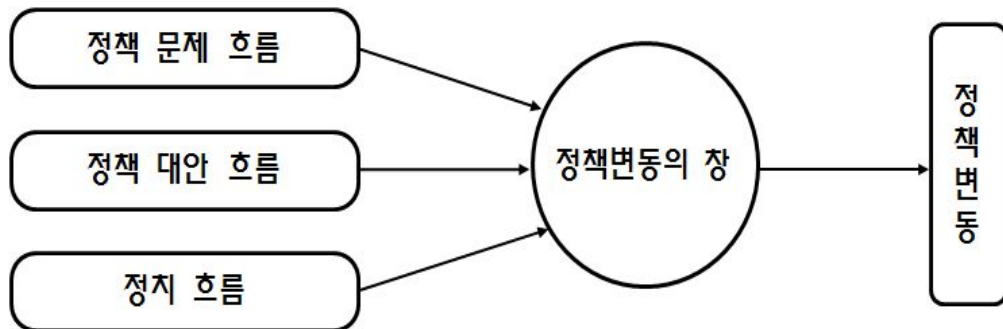 정책 문제 흐름
정책 대안 흐름
정치 흐름
정책변동의 창
정
책
변
동